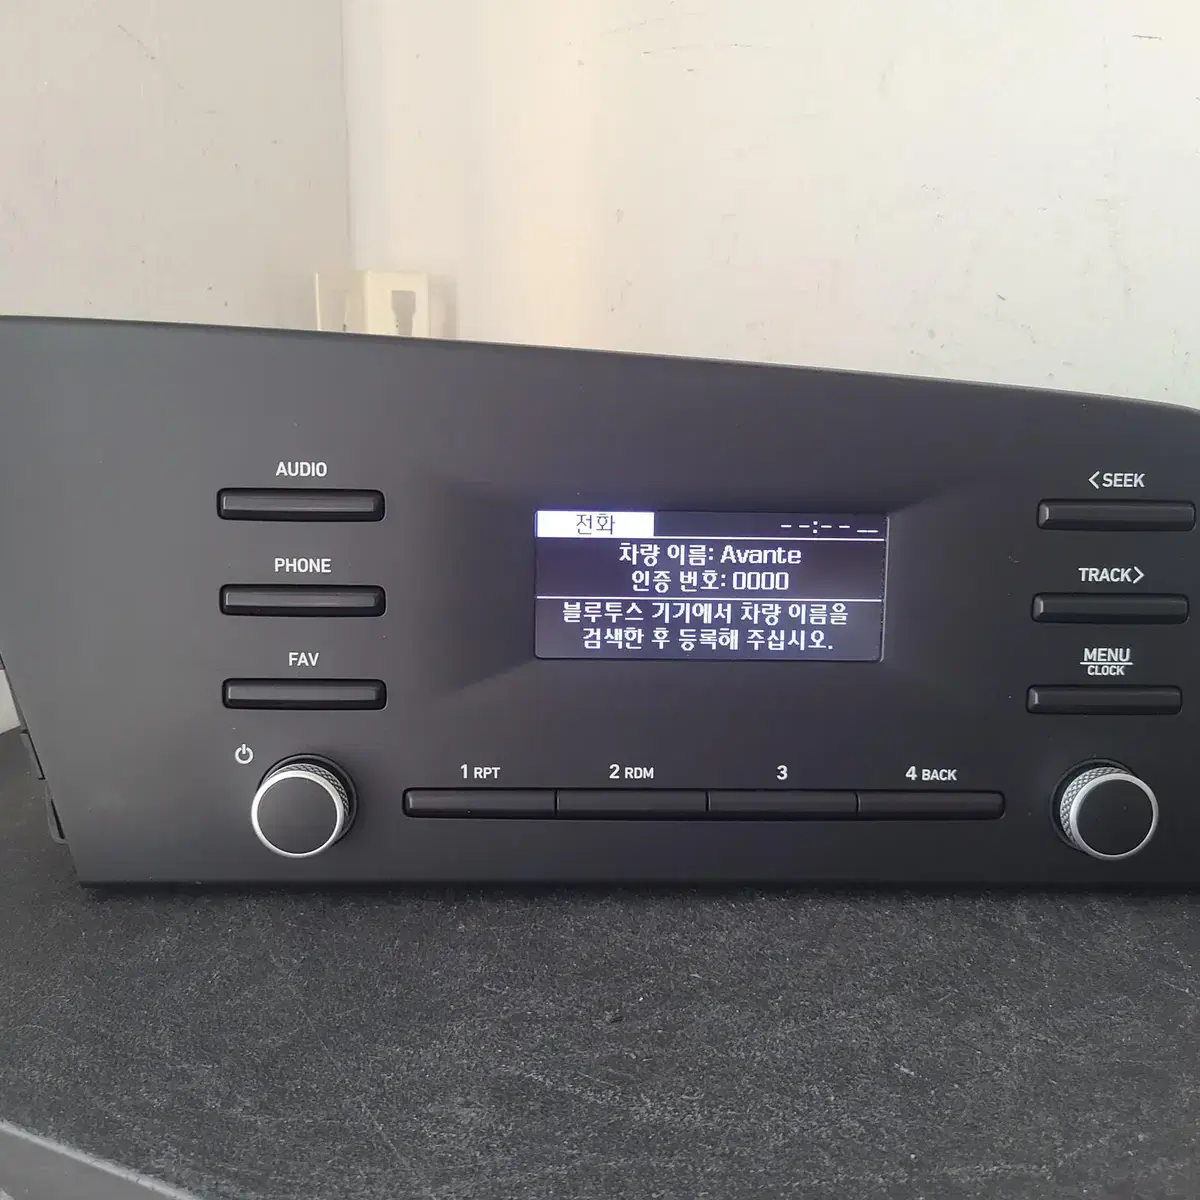 AUDIO
PHONE
FAV
전화 --:-- --
차량 이름: Avante
인증 번호: 0000
블루투스 기기에서 차량 이름을
검색한 후 등록해 주십시오.
<SEEK
TRACK>
MENU
CLOCK
1 RPT 2 RDM 3 4 BACK